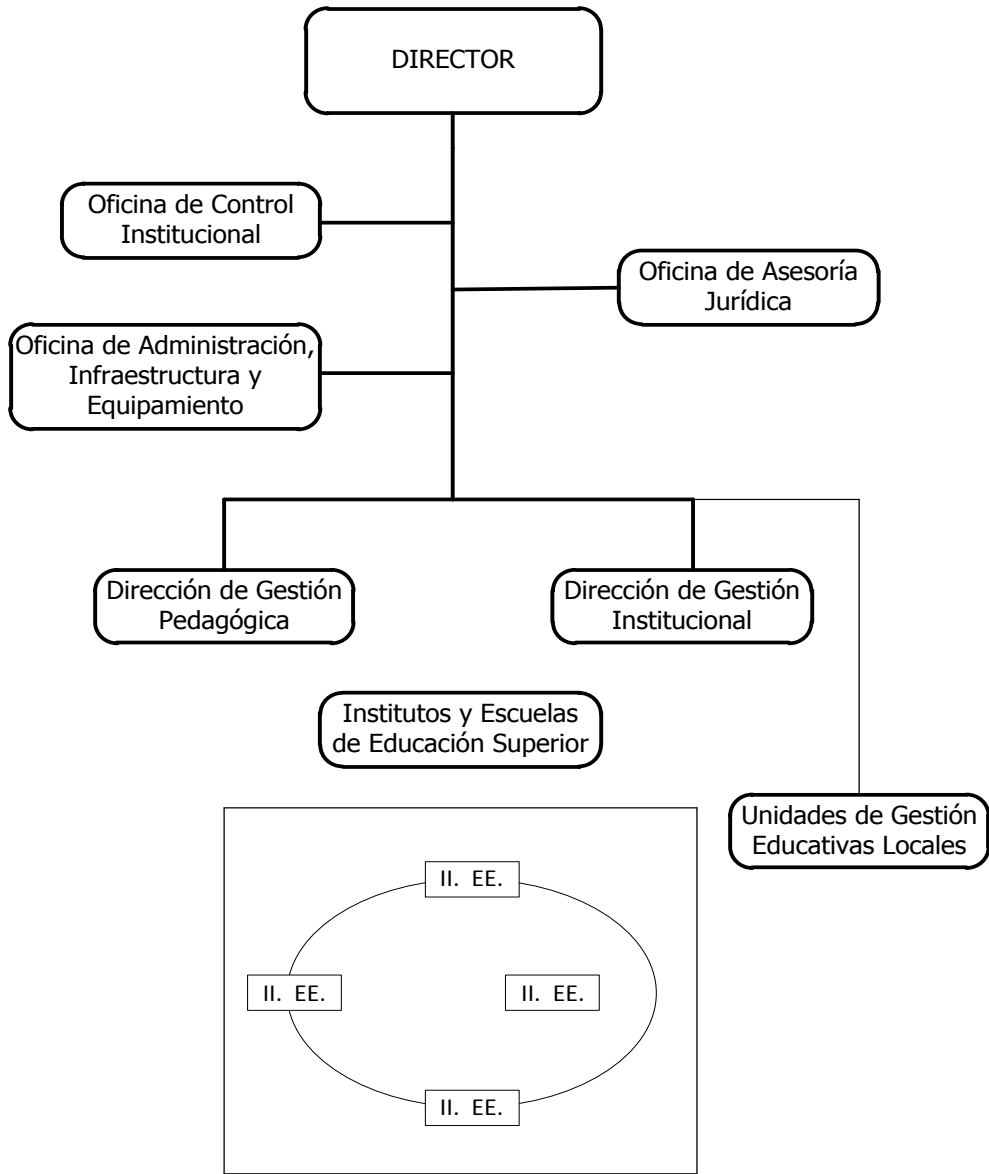 DIRECTOR
Oficina de Control
Institucional
Oficina de Asesoría
Jurídica
Oficina de Administración,
Infraestructura y
Equipamiento
Dirección de Gestión
Pedagógica
Dirección de Gestión
Institucional
Institutos y Escuelas
de Educación Superior
Unidades de Gestión
Educativas Locales
II. EE.
II. EE.
II. EE.
II. EE.